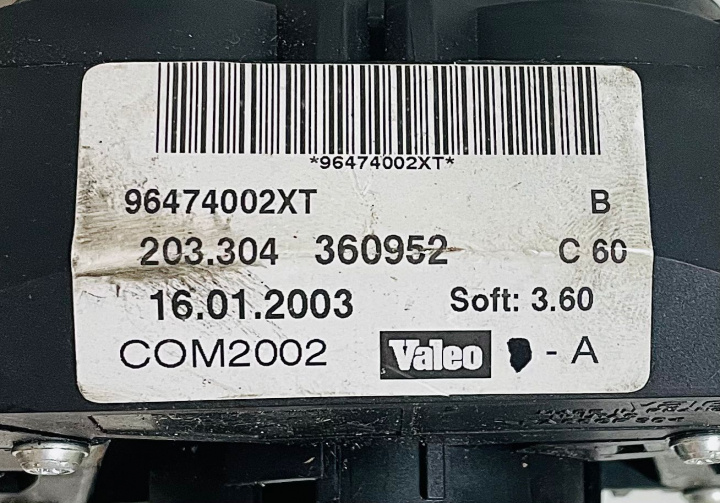 *96474002XT*
96474002XT B
203.304 360952 C 60
16.01.2003 Soft: 3.60
COM2002 Valeo - A